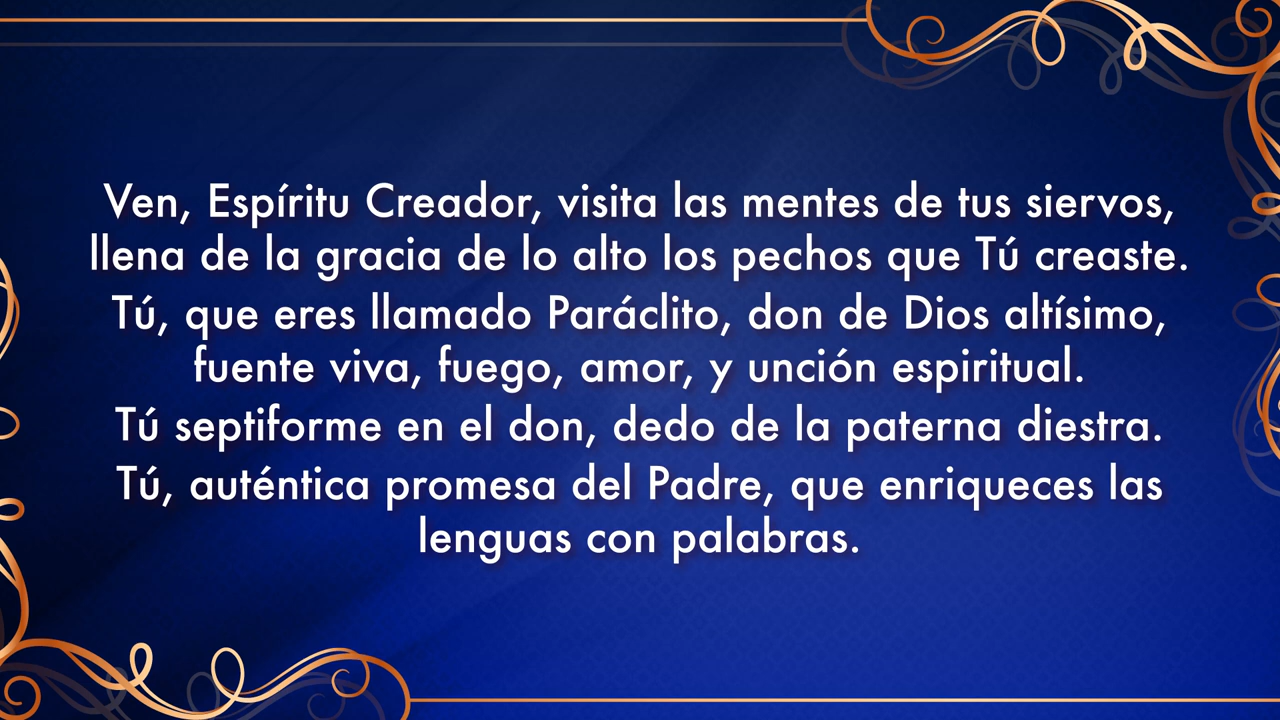 Ven, Espíritu Creador, visita las mentes de tus siervos,
llena de la gracia de lo alto los pechos que Tú creaste.
Tú, que eres llamado Paráclito, don de Dios altísimo,
fuente viva, fuego, amor, y unción espiritual.
Tú septiforme en el don, dedo de la paterna diestra.
Tú, auténtica promesa del Padre, que enriqueces las
lenguas con palabras.